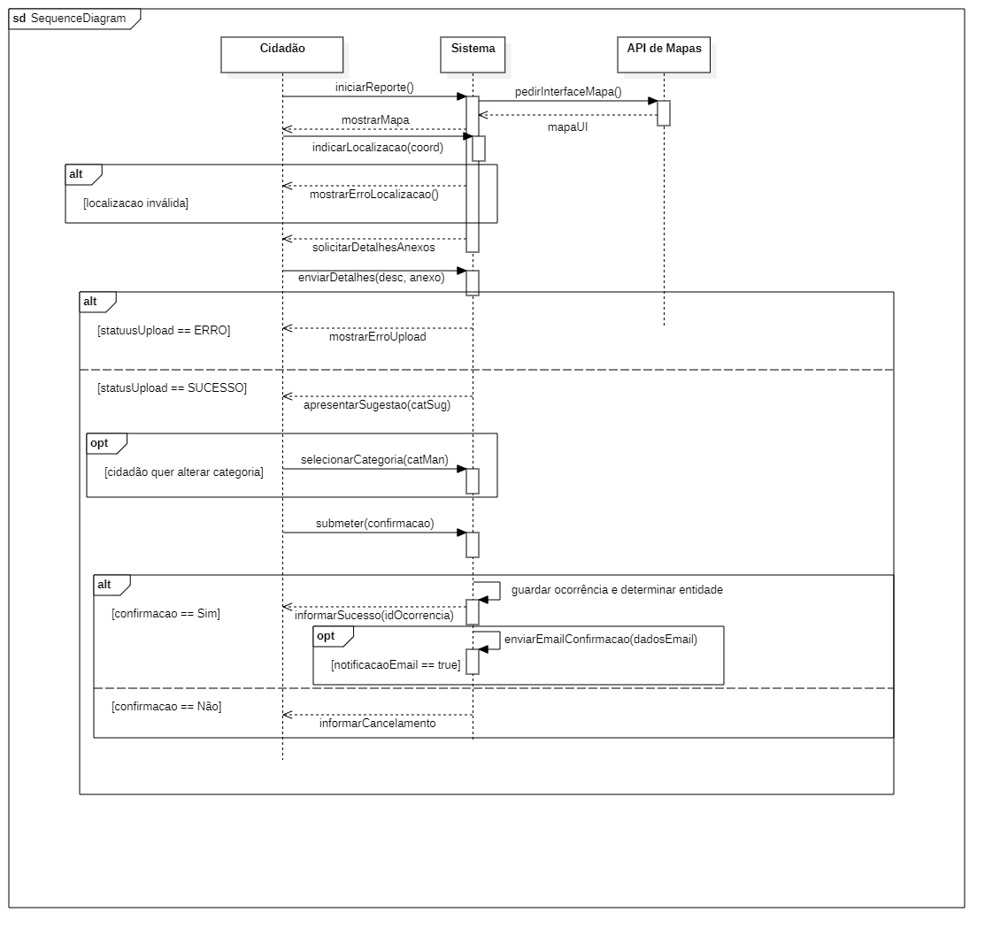 sd SequenceDiagram
Cidadão
Sistema
API de Mapas
iniciarReporte()
pedirInterfaceMapa()
mostrarMapa
mapaUI
indicarLocalizacao(coord)
alt
mostrarErroLocalizacao()
[localizacao inválida]
solicitarDetalhesAnexos
enviarDetalhes(desc, anexo)
alt
[statuusUpload == ERRO]
mostrarErroUpload
[statusUpload == SUCESSO]
apresentarSugestao(catSug)
opt
selecionarCategoria(catMan)
[cidadão quer alterar categoria]
submeter(confirmacao)
alt
guardar ocorrência e determinar entidade
[confirmacao == Sim]
informarSucesso(idOcorrencia)
opt
enviarEmailConfirmacao(dadosEmail)
[notificacaoEmail == true]
[confirmacao == Não]
informarCancelamento